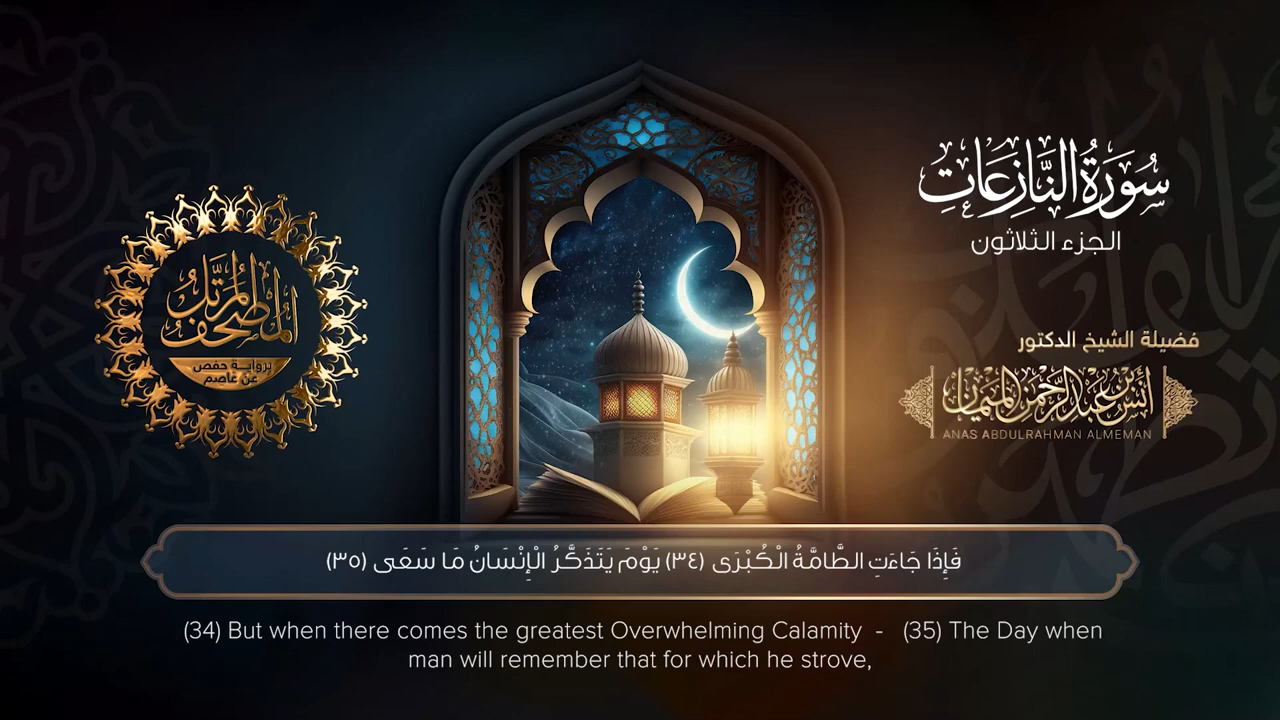 سُورَةُ النَّازِعَاتِ
الجزء الثلاثون
المصحف المرتل
برواية حفص
عن عاصم
فضيلة الشيخ الدكتور
أنس بن عبدالرحمن الميمان
ANAS ABDULRAHMAN ALMEMAN
فَإِذَا جَاءَتِ الطَّامَّةُ الْكُبْرَى (٣٤) يَوْمَ يَتَذَكَّرُ الْإِنْسَانُ مَا سَعَى (٣٥)
(34) But when there comes the greatest Overwhelming Calamity - (35) The Day when
man will remember that for which he strove,